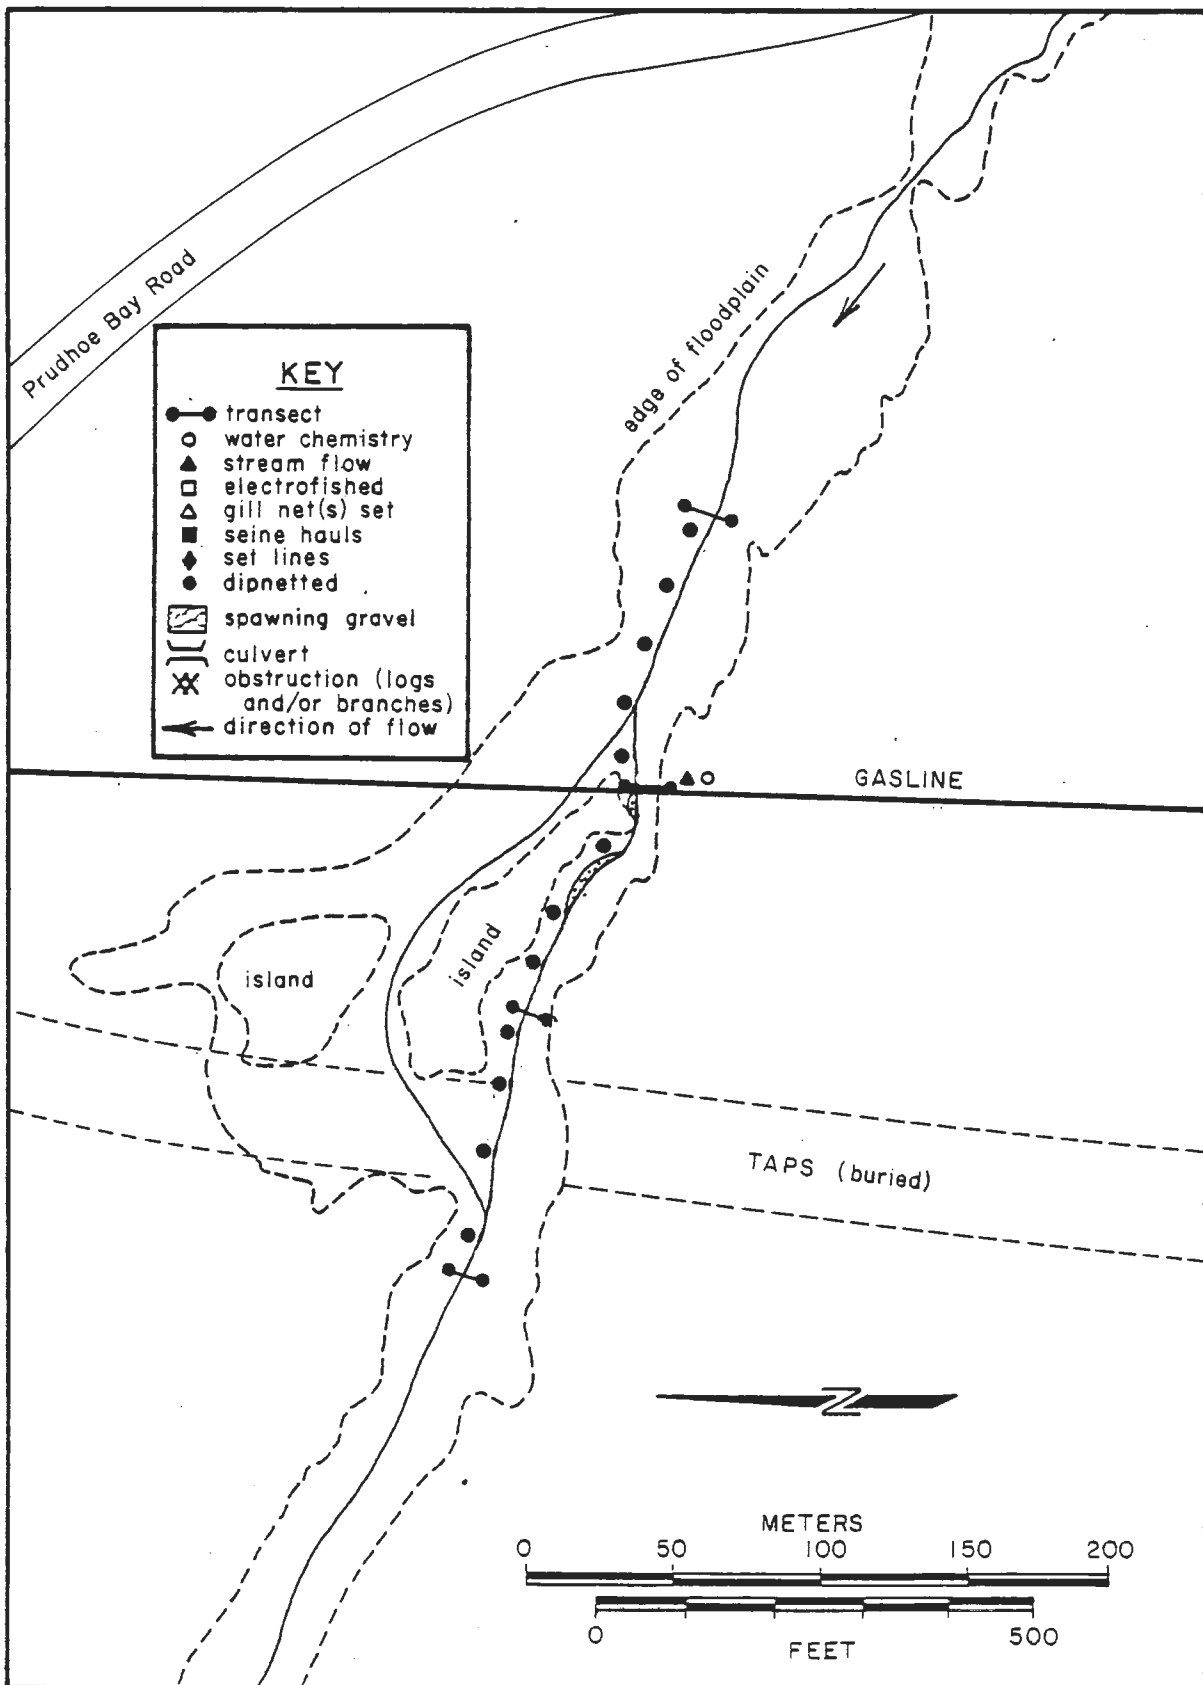 Prudhoe Bay Road
edge of floodplain
KEY
transect
water chemistry
stream flow
electrofished
gill net(s) set
seine hauls
set lines
dipnetted
spawning gravel
culvert
obstruction (logs
and/or branches)
direction of flow
GASLINE
island
island
TAPS (buried)
N
METERS
0 50 100 150 200
0 500
FEET